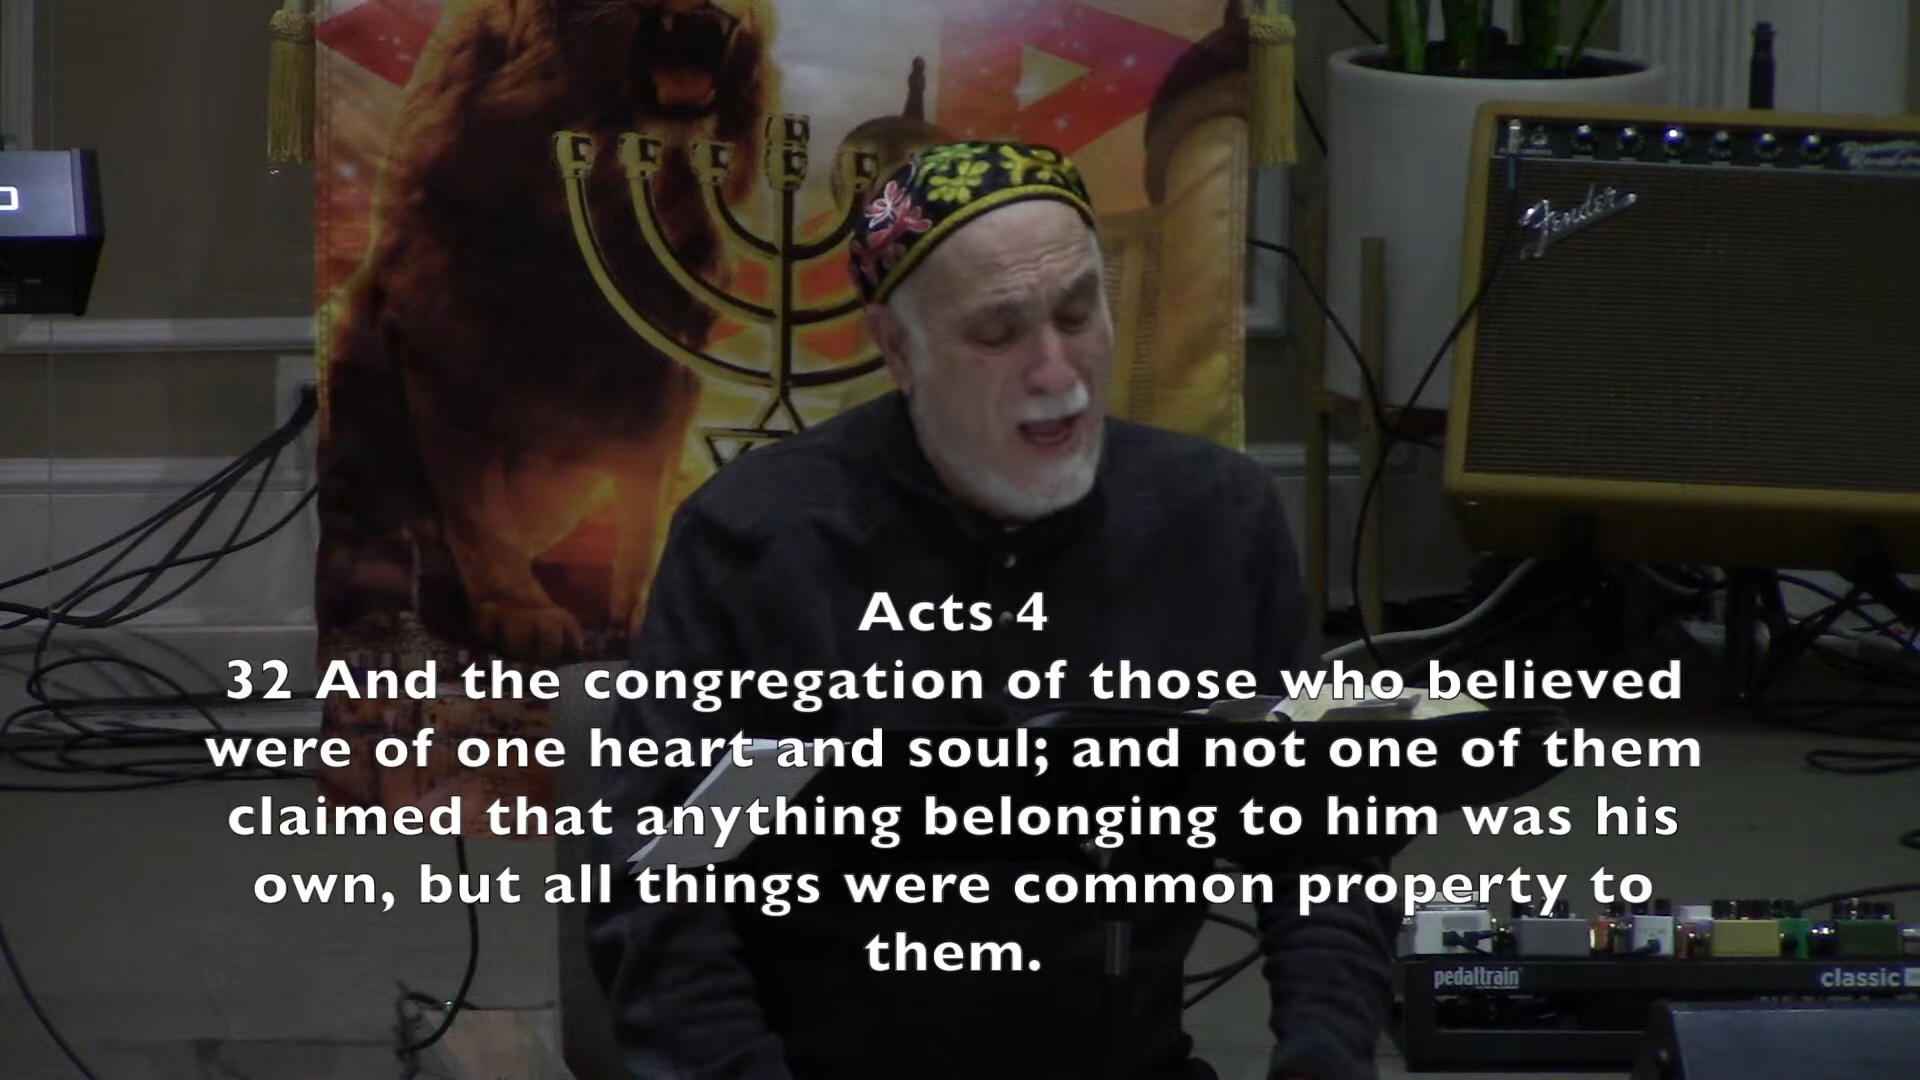 Fender
Acts 4
32 And the congregation of those who believed
were of one heart and soul; and not one of them
claimed that anything belonging to him was his
own, but all things were common property to
them.
pedaltrain
classic